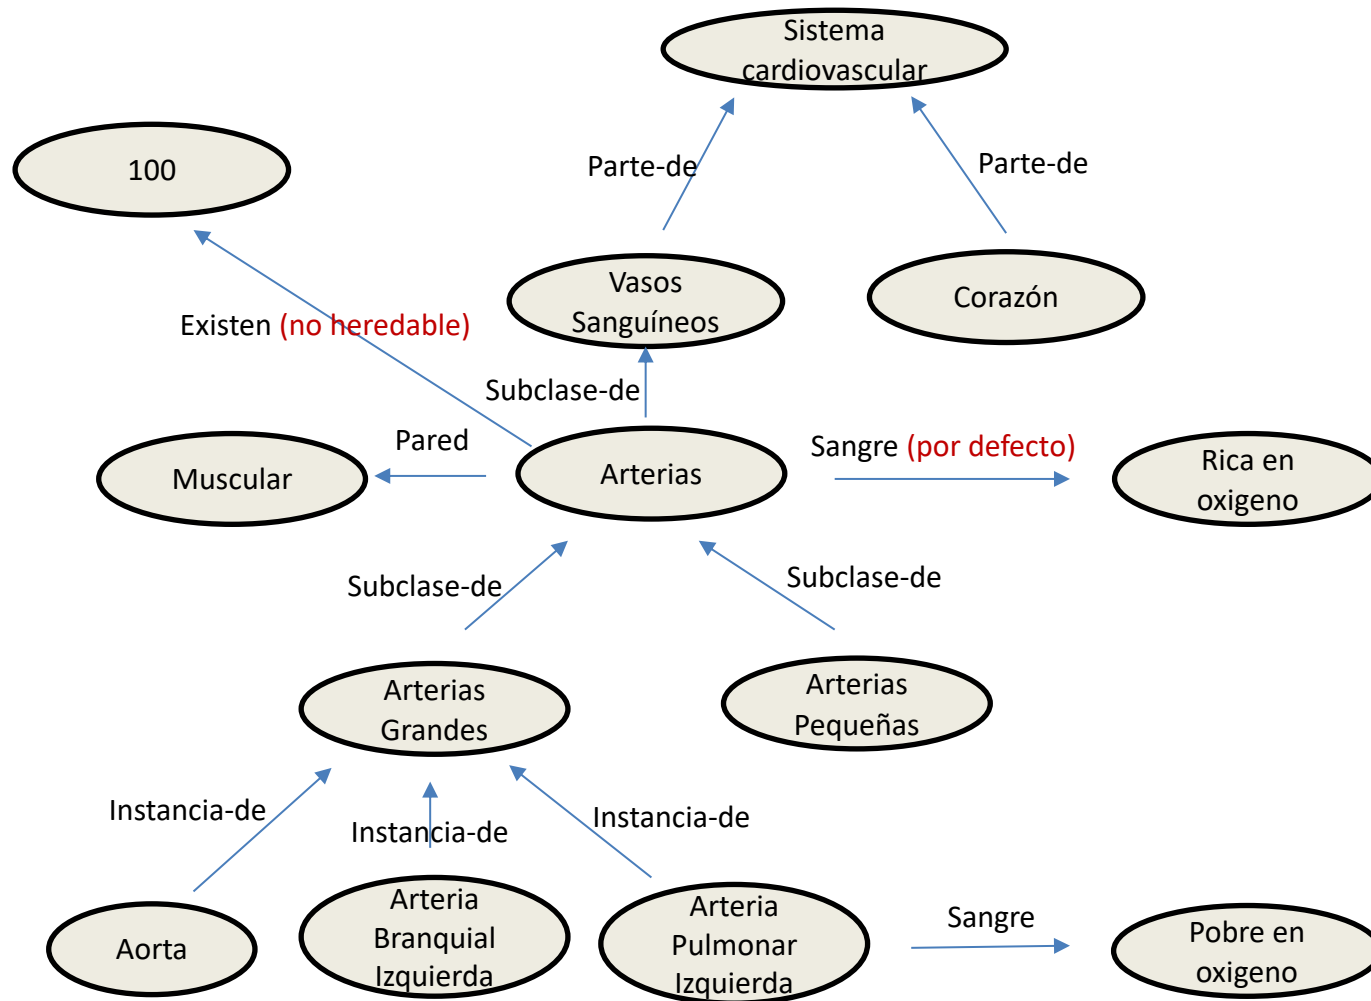 Sistema
cardiovascular
100
Parte-de
Parte-de
Vasos
Sanguíneos
Corazón
Existen (no heredable)
Subclase-de
Pared
Sangre (por defecto)
Muscular
Arterias
Rica en
oxigeno
Subclase-de
Subclase-de
Arterias
Grandes
Arterias
Pequeñas
Instancia-de
Instancia-de
Instancia-de
Aorta
Arteria
Branquial
Izquierda
Arteria
Pulmonar
Izquierda
Sangre
Pobre en
oxigeno